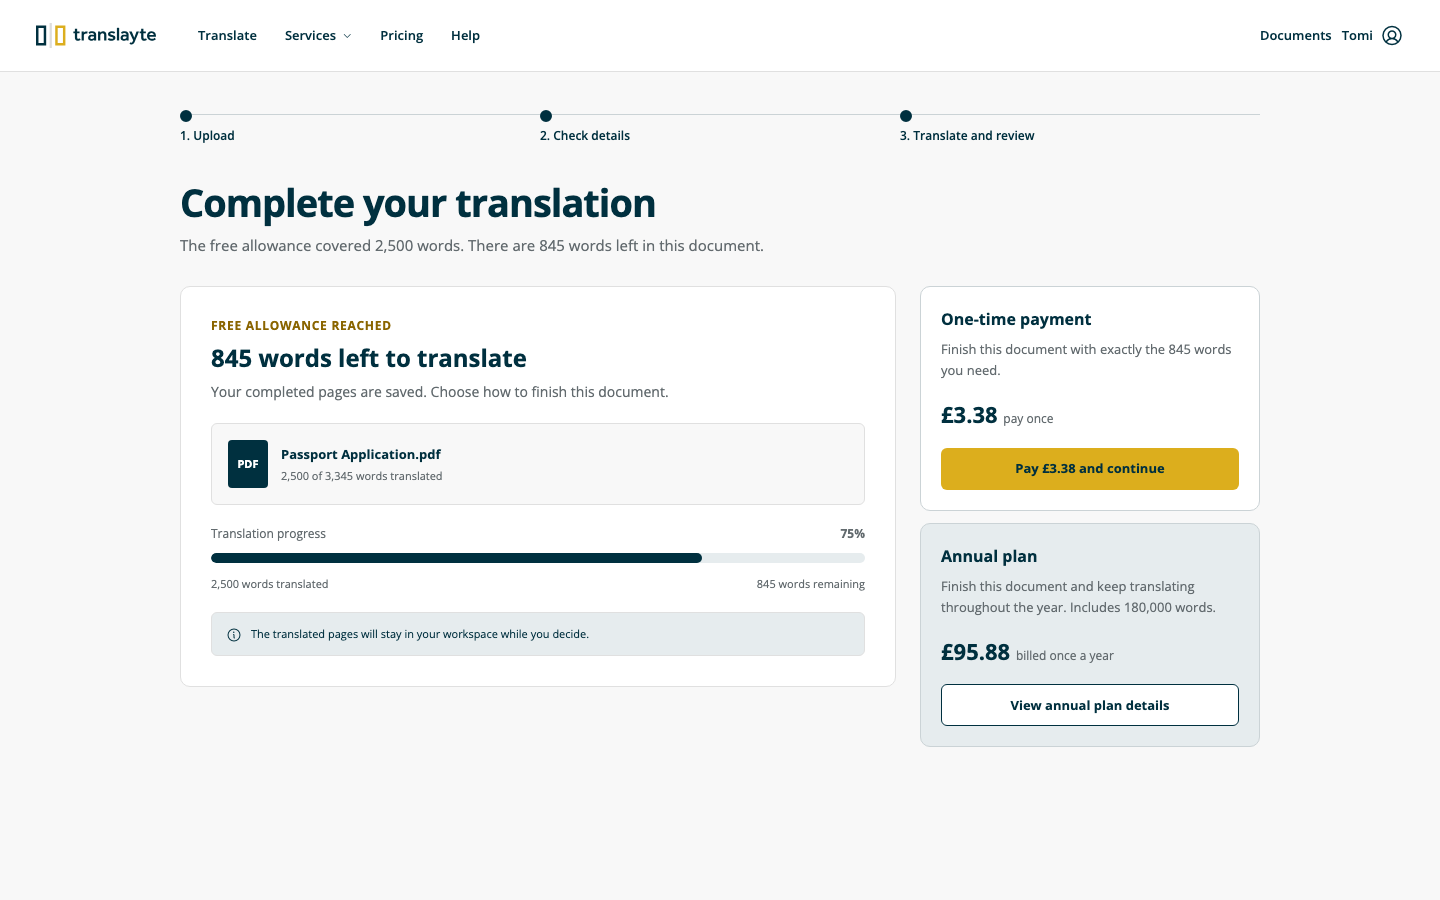 translayte
Translate
Services
Pricing
Help
Documents
Tomi
1. Upload
2. Check details
3. Translate and review
Complete your translation
The free allowance covered 2,500 words. There are 845 words left in this document.
FREE ALLOWANCE REACHED
845 words left to translate
Your completed pages are saved. Choose how to finish this document.
PDF
Passport Application.pdf
2,500 of 3,345 words translated
Translation progress
75%
2,500 words translated
845 words remaining
The translated pages will stay in your workspace while you decide.
One-time payment
Finish this document with exactly the 845 words
you need.
£3.38 pay once
Pay £3.38 and continue
Annual plan
Finish this document and keep translating
throughout the year. Includes 180,000 words.
£95.88 billed once a year
View annual plan details